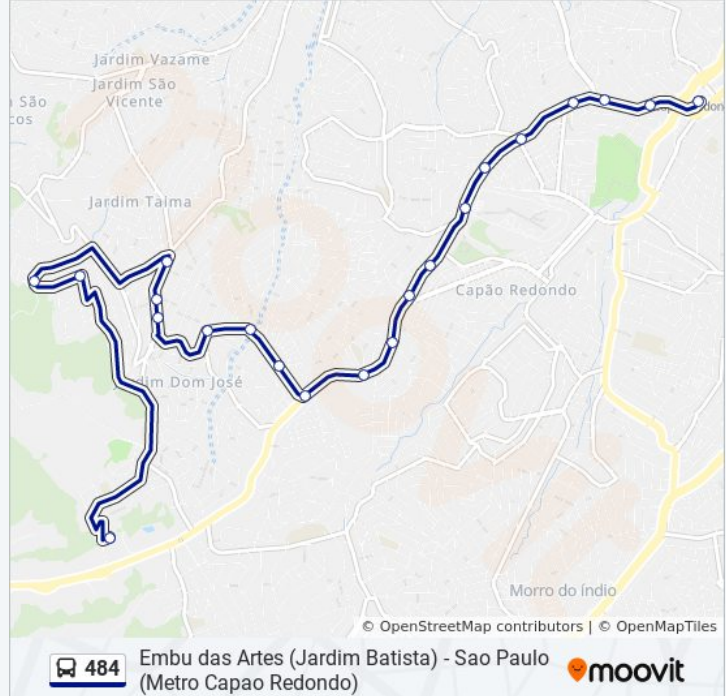 Jardim Vazame
Jardim São
Vicente
São
cos
Jardim Taima
Capão Redondo
dim Dom José
Morro do índio
© OpenStreetMap contributors | © OpenMapTiles
484
Embu das Artes (Jardim Batista) - Sao Paulo
(Metro Capao Redondo)
moovit